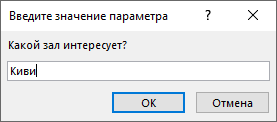 Введите значение параметра ? ×
Какой зал интересует?
Киви
ОК Отмена